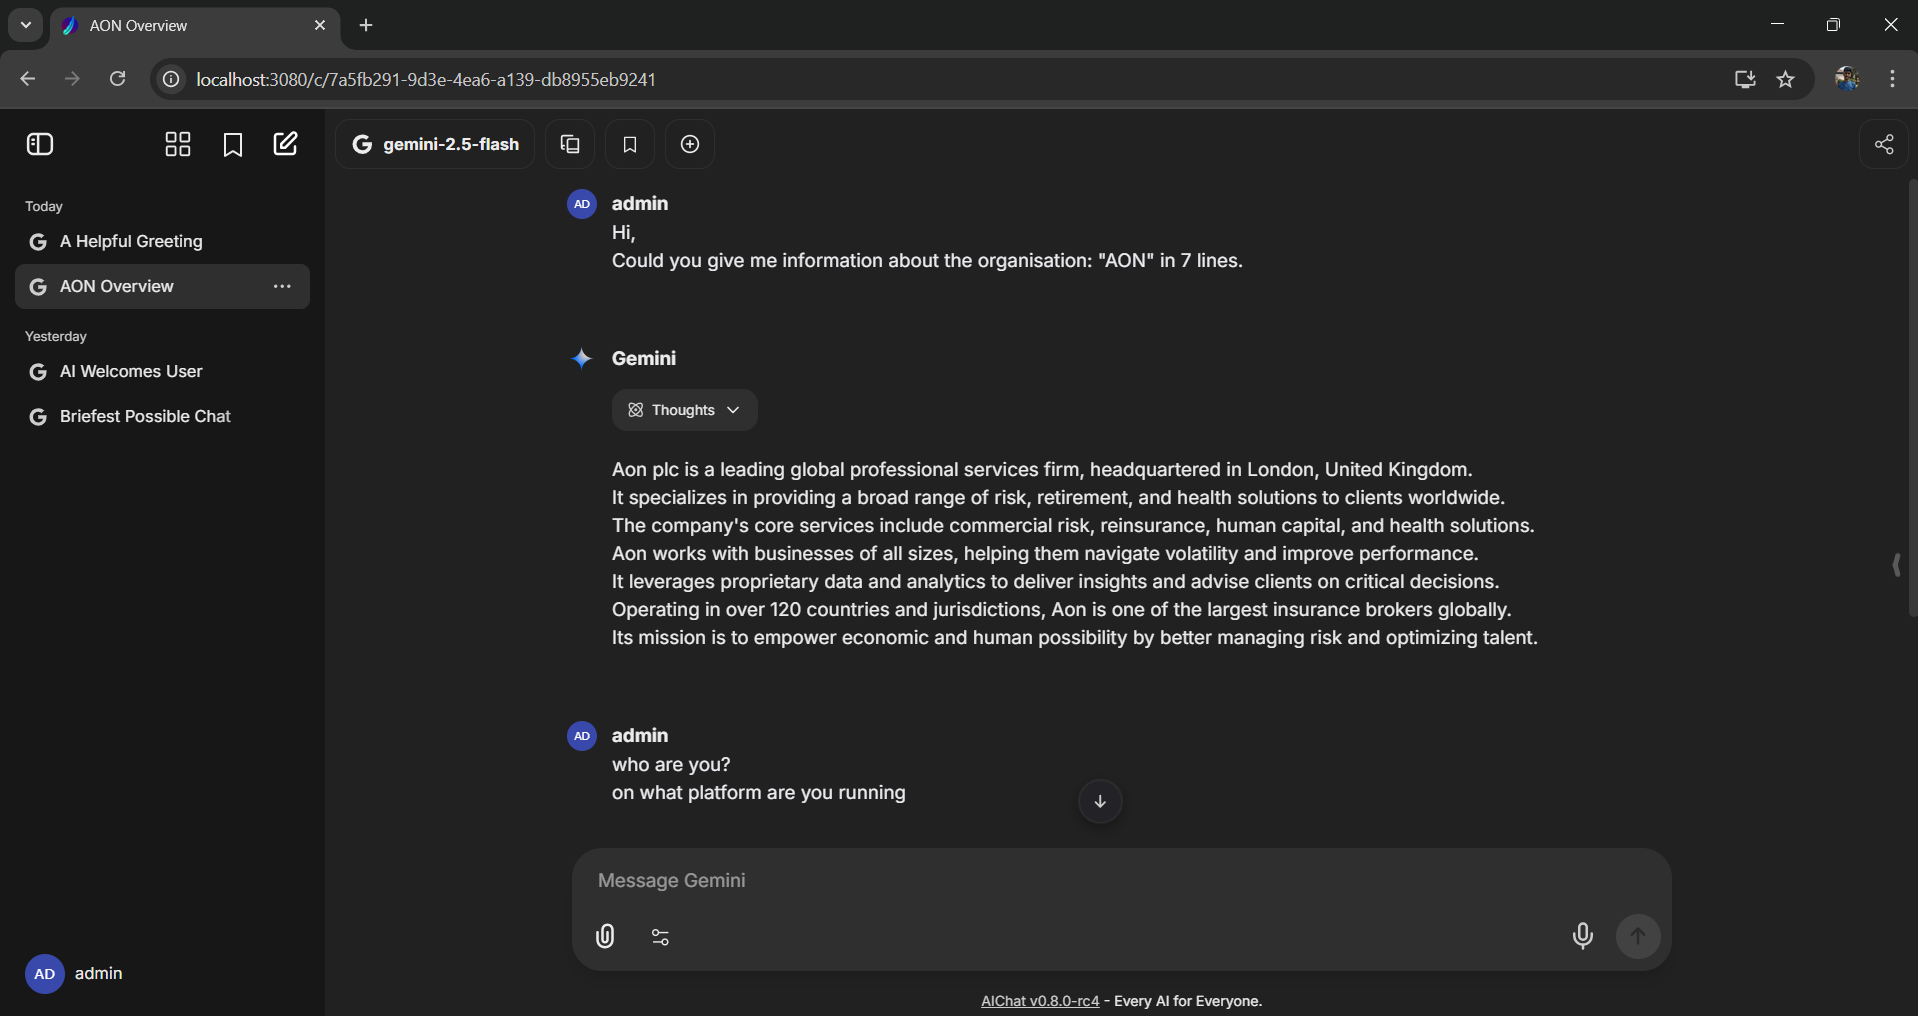 AON Overview
localhost:3080/c/7a5fb291-9d3e-4ea6-a139-db8955eb9241
Today
A Helpful Greeting
AON Overview
Yesterday
AI Welcomes User
Briefest Possible Chat
AD admin
gemini-2.5-flash
AD admin
Hi,
Could you give me information about the organisation: "AON" in 7 lines.
Gemini
Thoughts
Aon plc is a leading global professional services firm, headquartered in London, United Kingdom.
It specializes in providing a broad range of risk, retirement, and health solutions to clients worldwide.
The company's core services include commercial risk, reinsurance, human capital, and health solutions.
Aon works with businesses of all sizes, helping them navigate volatility and improve performance.
It leverages proprietary data and analytics to deliver insights and advise clients on critical decisions.
Operating in over 120 countries and jurisdictions, Aon is one of the largest insurance brokers globally.
Its mission is to empower economic and human possibility by better managing risk and optimizing talent.
AD admin
who are you?
on what platform are you running
Message Gemini
AIChat v0.8.0-rc4 - Every AI for Everyone.